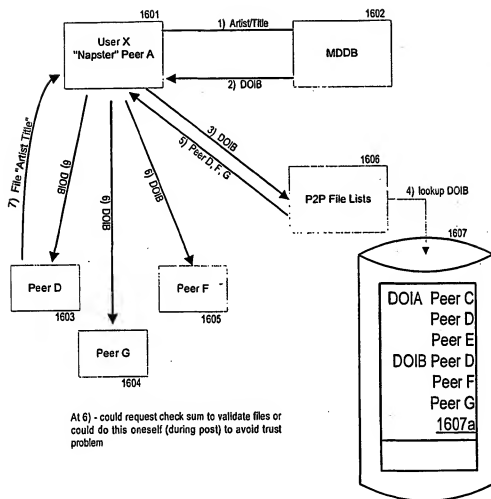 1601
User X
"Napster" Peer A
1) Artist/Title
1602
MDDB
2) DOIB
3) DOIB
5) Peer D, F, G
1606
P2P File Lists
4) lookup DOIB
1607
7) File "Artist Title"
6) DOIB
6) DOIB
6) DOIB
Peer D
1603
Peer G
1604
Peer F
1605
DOIA Peer C
Peer D
Peer E
DOIB Peer D
Peer F
Peer G
1607a
At 6) - could request check sum to validate files or
could do this oneself (during post) to avoid trust
problem